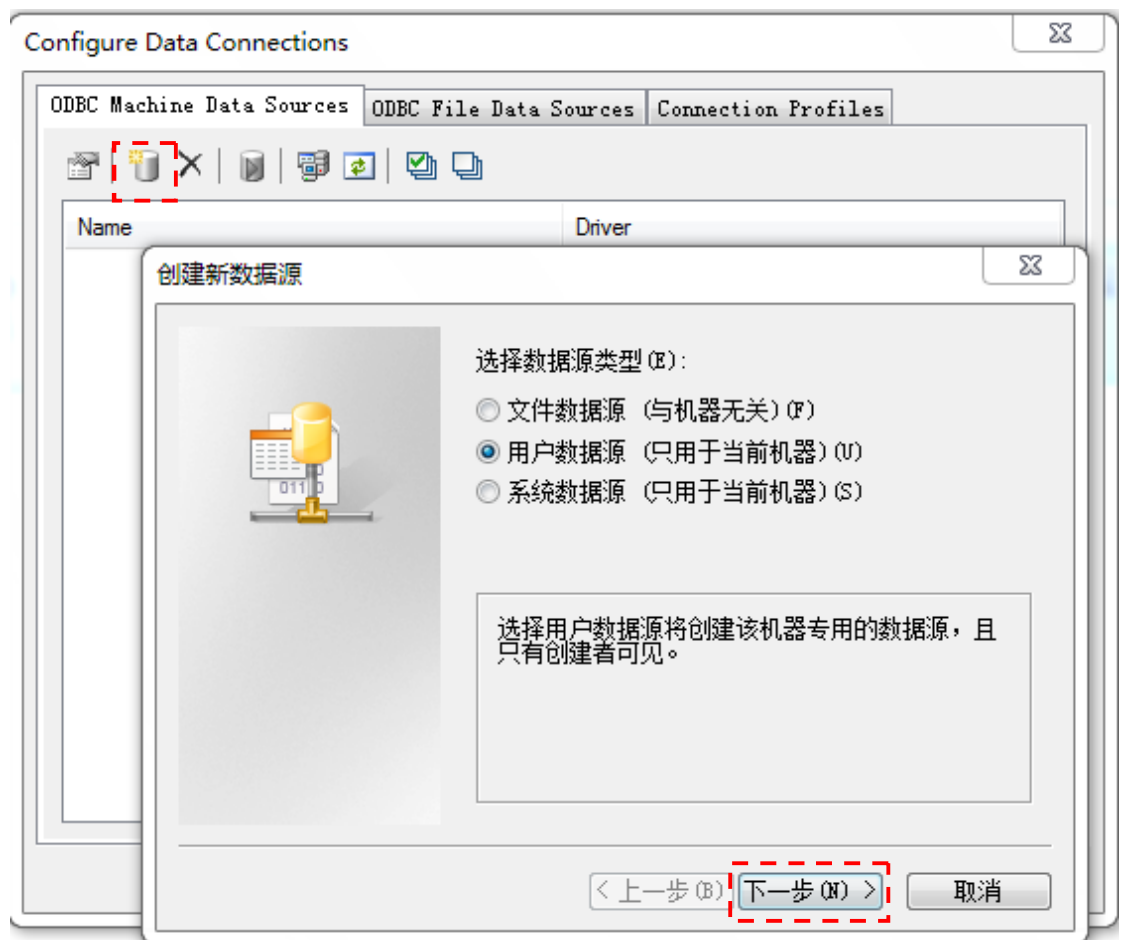 Configure Data Connections
ODBC Machine Data Sources ODBC File Data Sources Connection Profiles
Name Driver
创建新数据源
选择数据源类型(E):
文件数据源 (与机器无关)(F)
用户数据源 (只用于当前机器)(U)
系统数据源 (只用于当前机器)(S)
011
选择用户数据源将创建该机器专用的数据源，且
只有创建者可见。
< 上一步(B) 下一步(N) > 取消